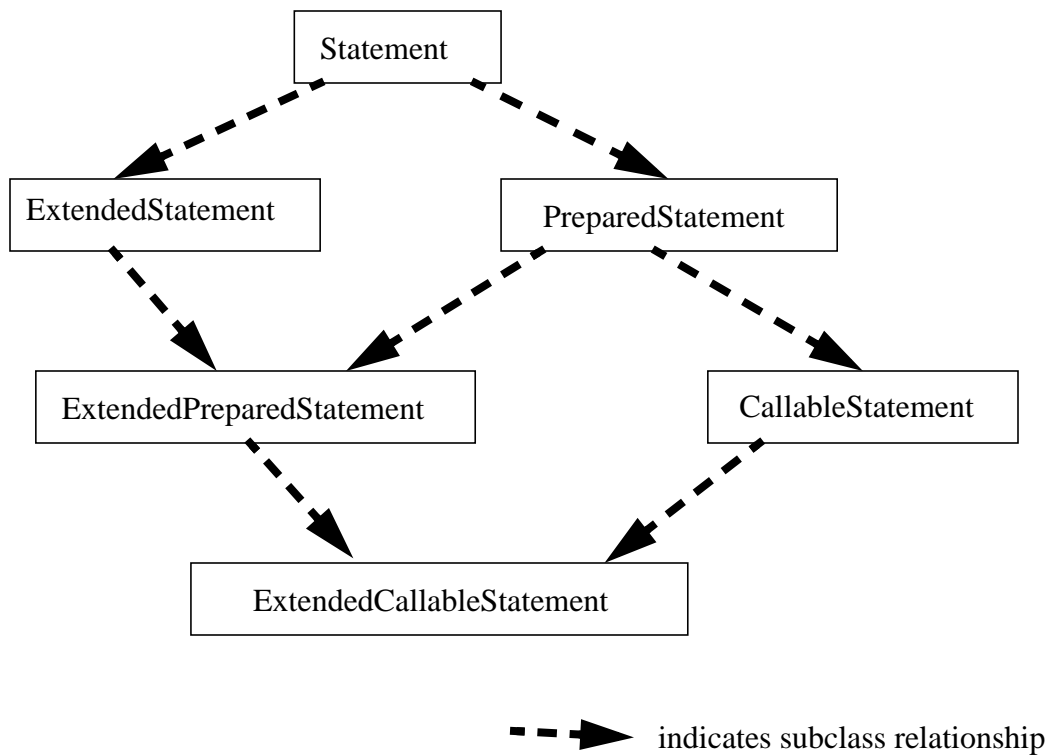 Statement
ExtendedStatement
PreparedStatement
ExtendedPreparedStatement
CallableStatement
ExtendedCallableStatement
indicates subclass relationship